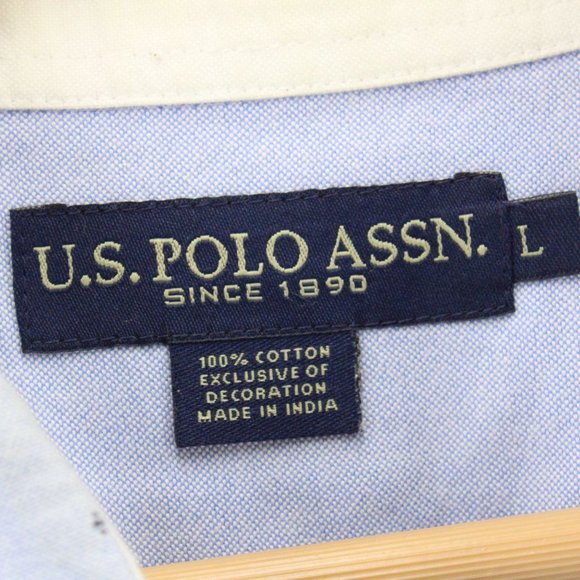 U.S. POLO ASSN.
SINCE 1890
L
100% COTTON
EXCLUSIVE OF
DECORATION
MADE IN INDIA